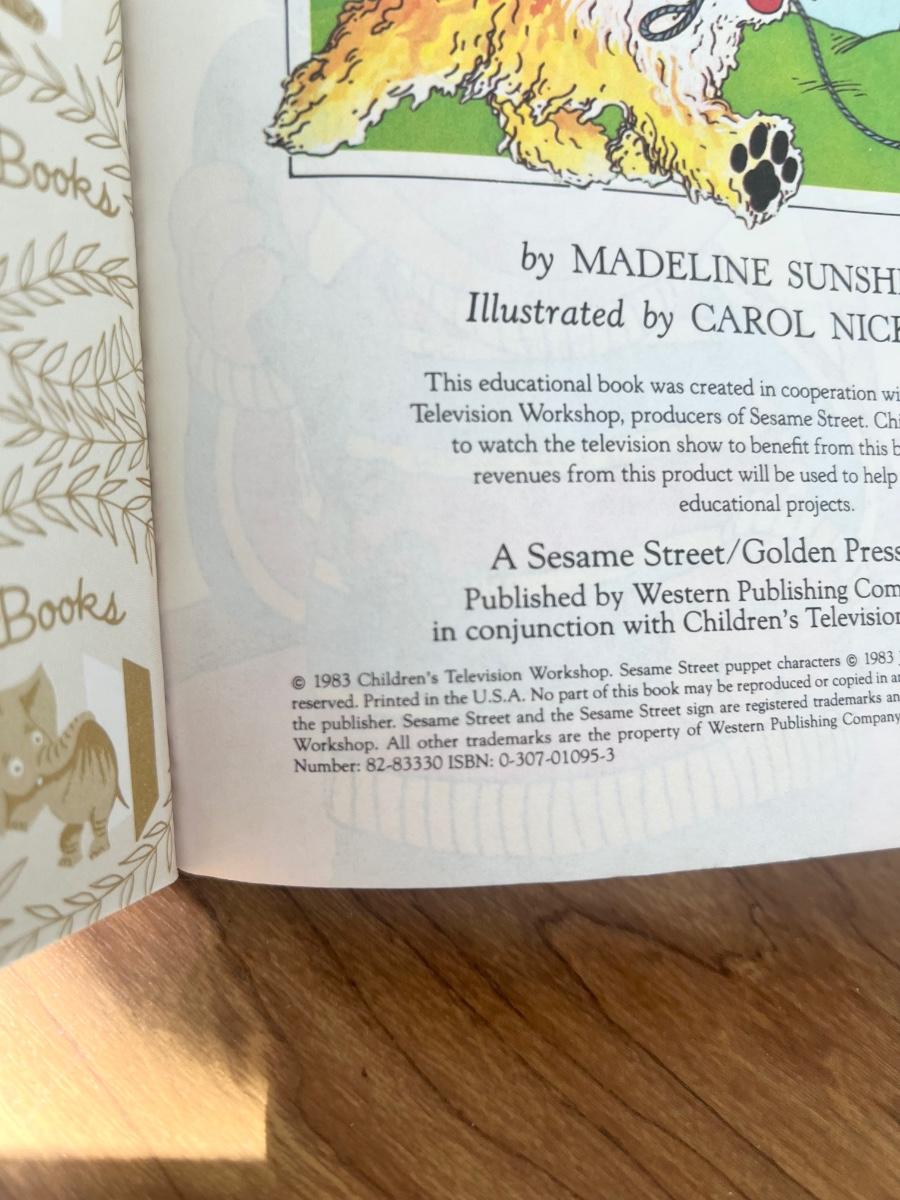 Books
Books
by MADELINE SUNSHI
Illustrated by CAROL NICK
This educational book was created in cooperation wi
Television Workshop, producers of Sesame Street. Chi
to watch the television show to benefit from this b
revenues from this product will be used to help
educational projects.
A Sesame Street/Golden Press
Published by Western Publishing Com
in conjunction with Children's Television
© 1983 Children's Television Workshop. Sesame Street puppet characters © 1983 J
reserved. Printed in the U.S.A. No part of this book may be reproduced or copied in a
the publisher. Sesame Street and the Sesame Street sign are registered trademarks an
Workshop. All other trademarks are the property of Western Publishing Company
Number: 82-83330 ISBN: 0-307-01095-3